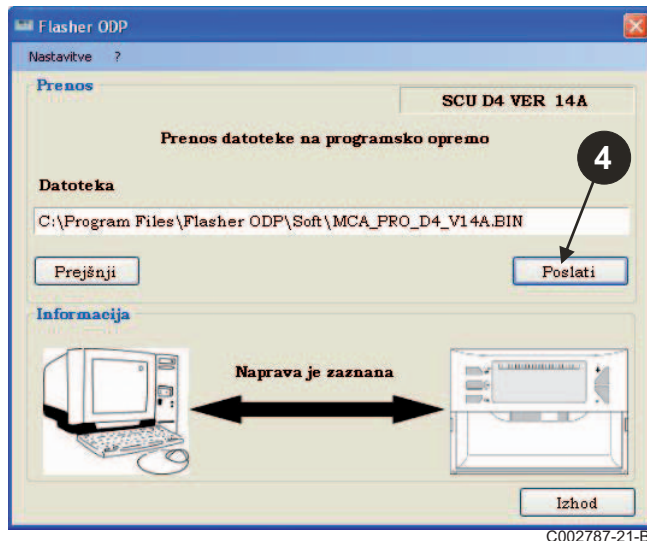 Flasher ODP
Nastavitve ?
Prenos
SCU D4 VER 14A
Prenos datoteke na programsko opremo
4
Datoteka
C:\Program Files\Flasher ODP\Soft\MCA_PRO_D4_V14A.BIN
Prejšnji Poslati
Informacija
Naprava je zaznana
Izhod
C002787-21-B